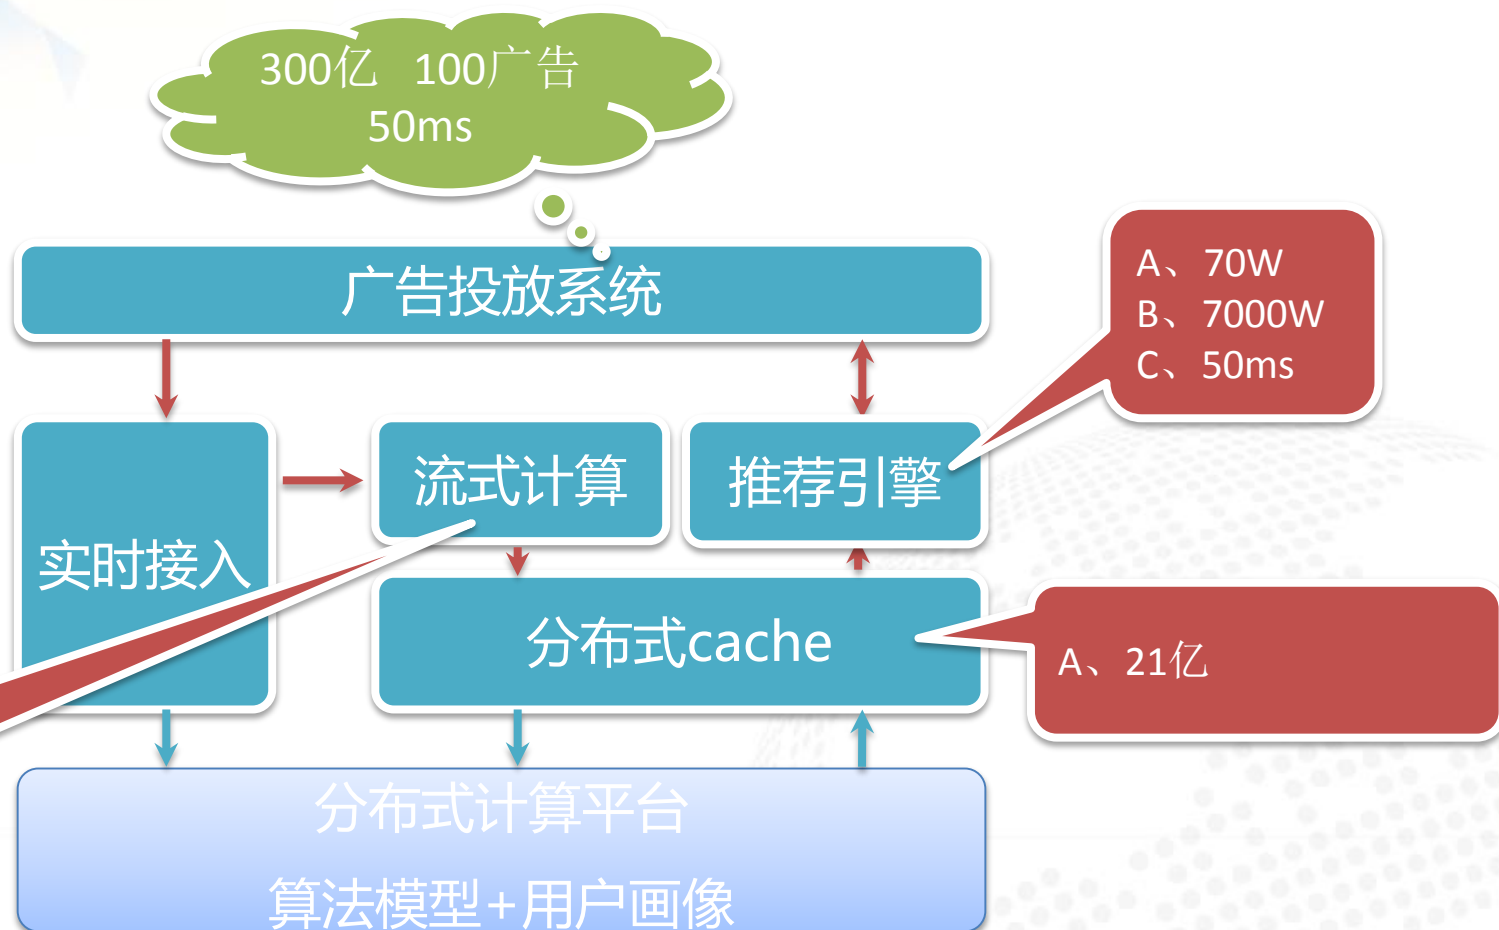 300亿 100广告
50ms
广告投放系统
A、70W
B、7000W
C、50ms
流式计算
推荐引擎
实时接入
分布式cache
A、21亿
分布式计算平台
算法模型+用户画像